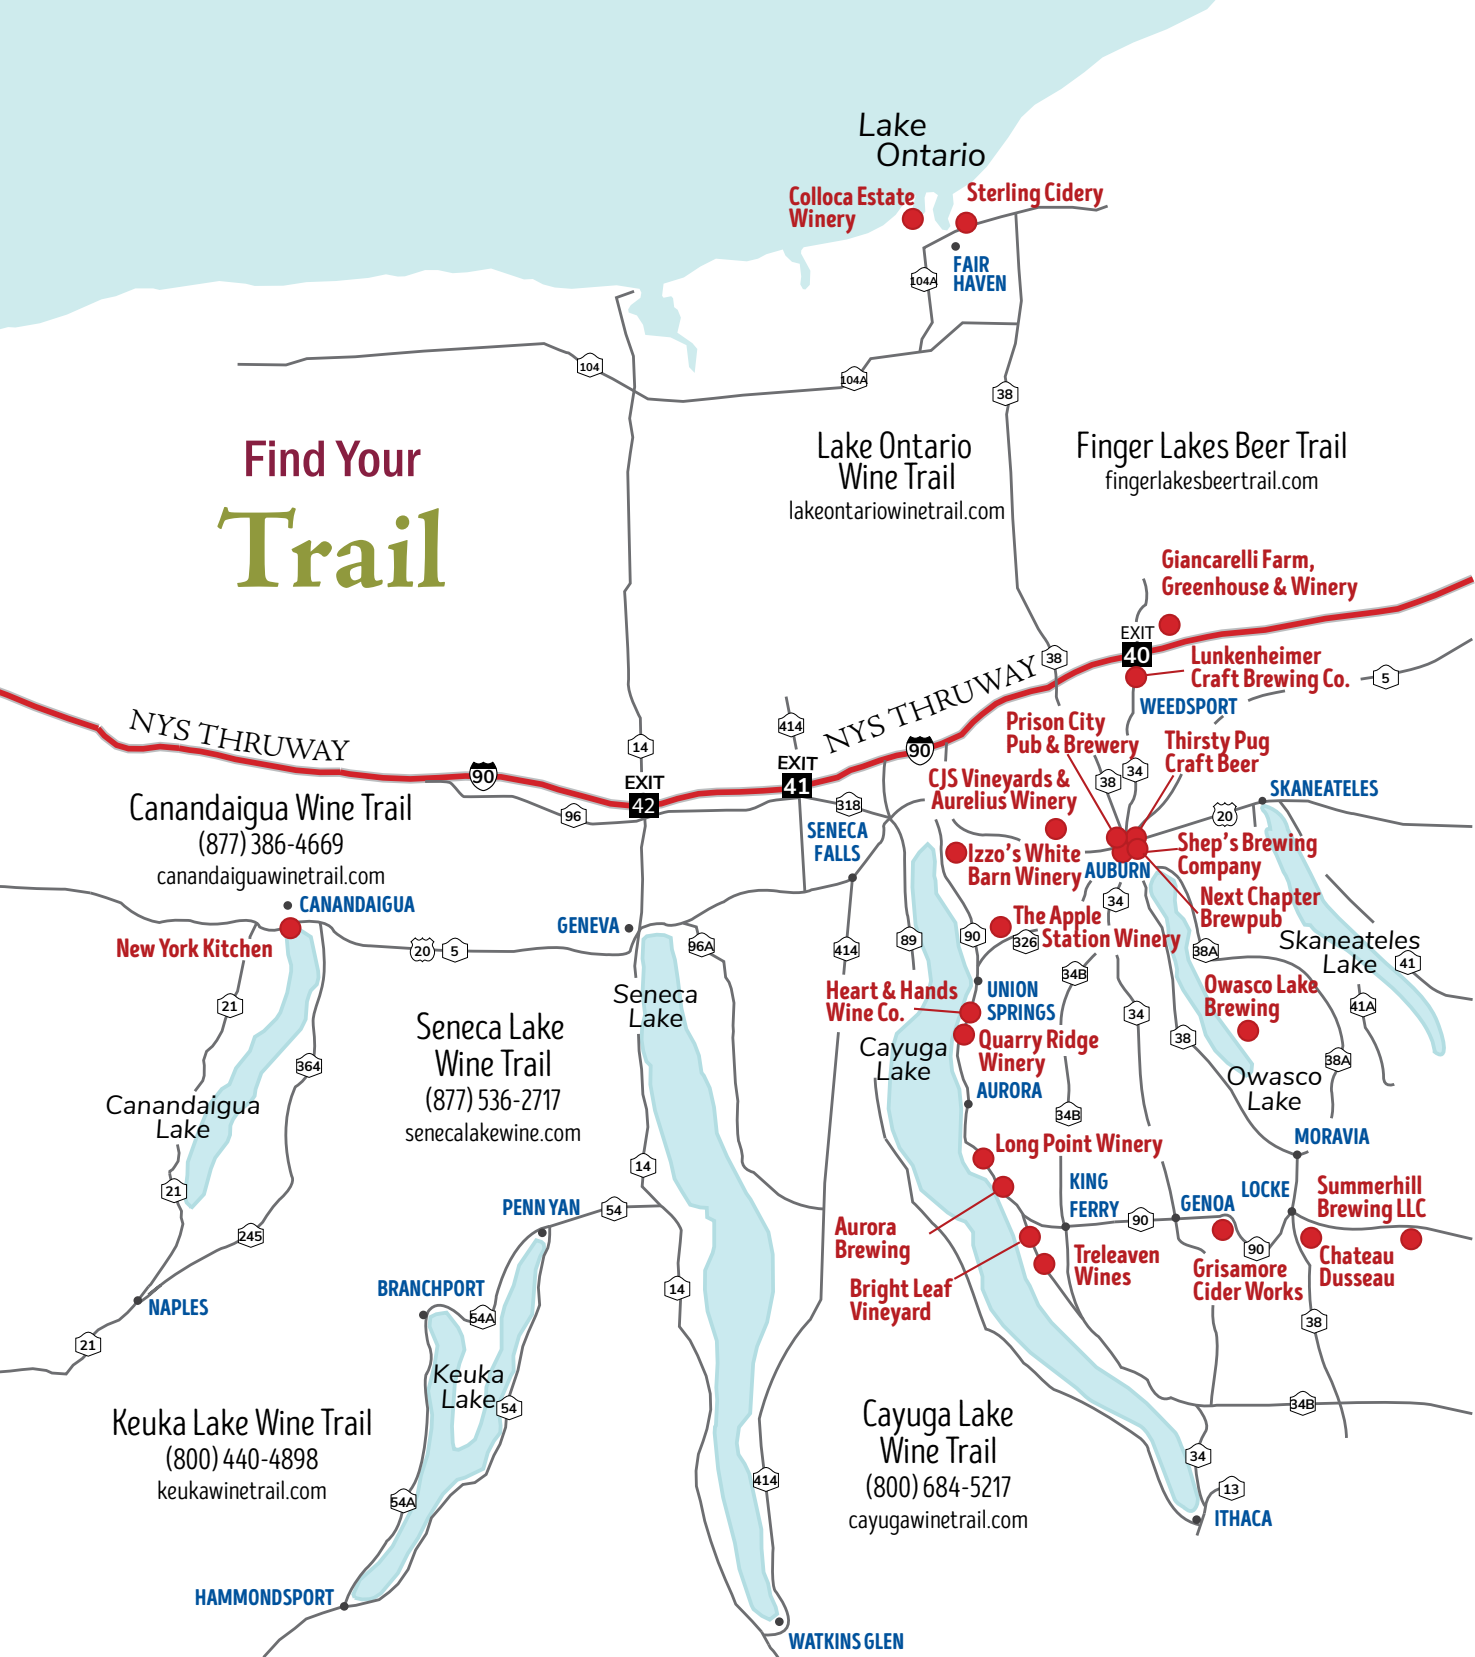 Lake
Ontario
Colloca Estate
Winery
Sterling Cidery
FAIR
HAVEN
104A
104
104A
38
Find Your
Trail
Lake Ontario
Wine Trail
lakeontariowinetrail.com
Finger Lakes Beer Trail
fingerlakesbeertrail.com
Giancarelli Farm,
Greenhouse & Winery
EXIT
40
38
Lunkenheimer
Craft Brewing Co.
5
WEEDSPORT
NYS THRUWAY
NYS THRUWAY
414
14
90
90
EXIT
41
EXIT
42
Prison City
Pub & Brewery
Thirsty Pug
Craft Beer
38
34
CJS Vineyards &
Aurelius Winery
SKANEATELES
20
96
318
SENECA
FALLS
Canandaigua Wine Trail
(877) 386-4669
canandaiguawinetrail.com
Izzo's White
Barn Winery
AUBURN
Shep's Brewing
Company
Next Chapter
Brewpub
34
CANANDAIGUA
New York Kitchen
GENEVA
20
5
96A
414
89
90
The Apple
Station Winery
326
38A
Skaneateles
Lake
41
34B
UNION
SPRINGS
Heart & Hands
Wine Co.
Owasco Lake
Brewing
41A
21
Seneca
Lake
Seneca Lake
Wine Trail
(877) 536-2717
senecalakewine.com
34
38
Quarry Ridge
Winery
Cayuga
Lake
38A
364
Owasco
Lake
AURORA
34B
Canandaigua
Lake
MORAVIA
Long Point Winery
14
21
KING
FERRY
GENOA
LOCKE
Summerhill
Brewing LLC
PENN YAN
54
90
90
Aurora
Brewing
245
Treleaven
Wines
Grisamore
Cider Works
Chateau
Dusseau
Bright Leaf
Vineyard
BRANCHPORT
14
NAPLES
54A
38
21
Keuka
Lake
54
34B
Keuka Lake Wine Trail
(800) 440-4898
keukawinetrail.com
Cayuga Lake
Wine Trail
(800) 684-5217
cayugawinetrail.com
34
414
13
54A
ITHACA
HAMMONDSPORT
WATKINS GLEN